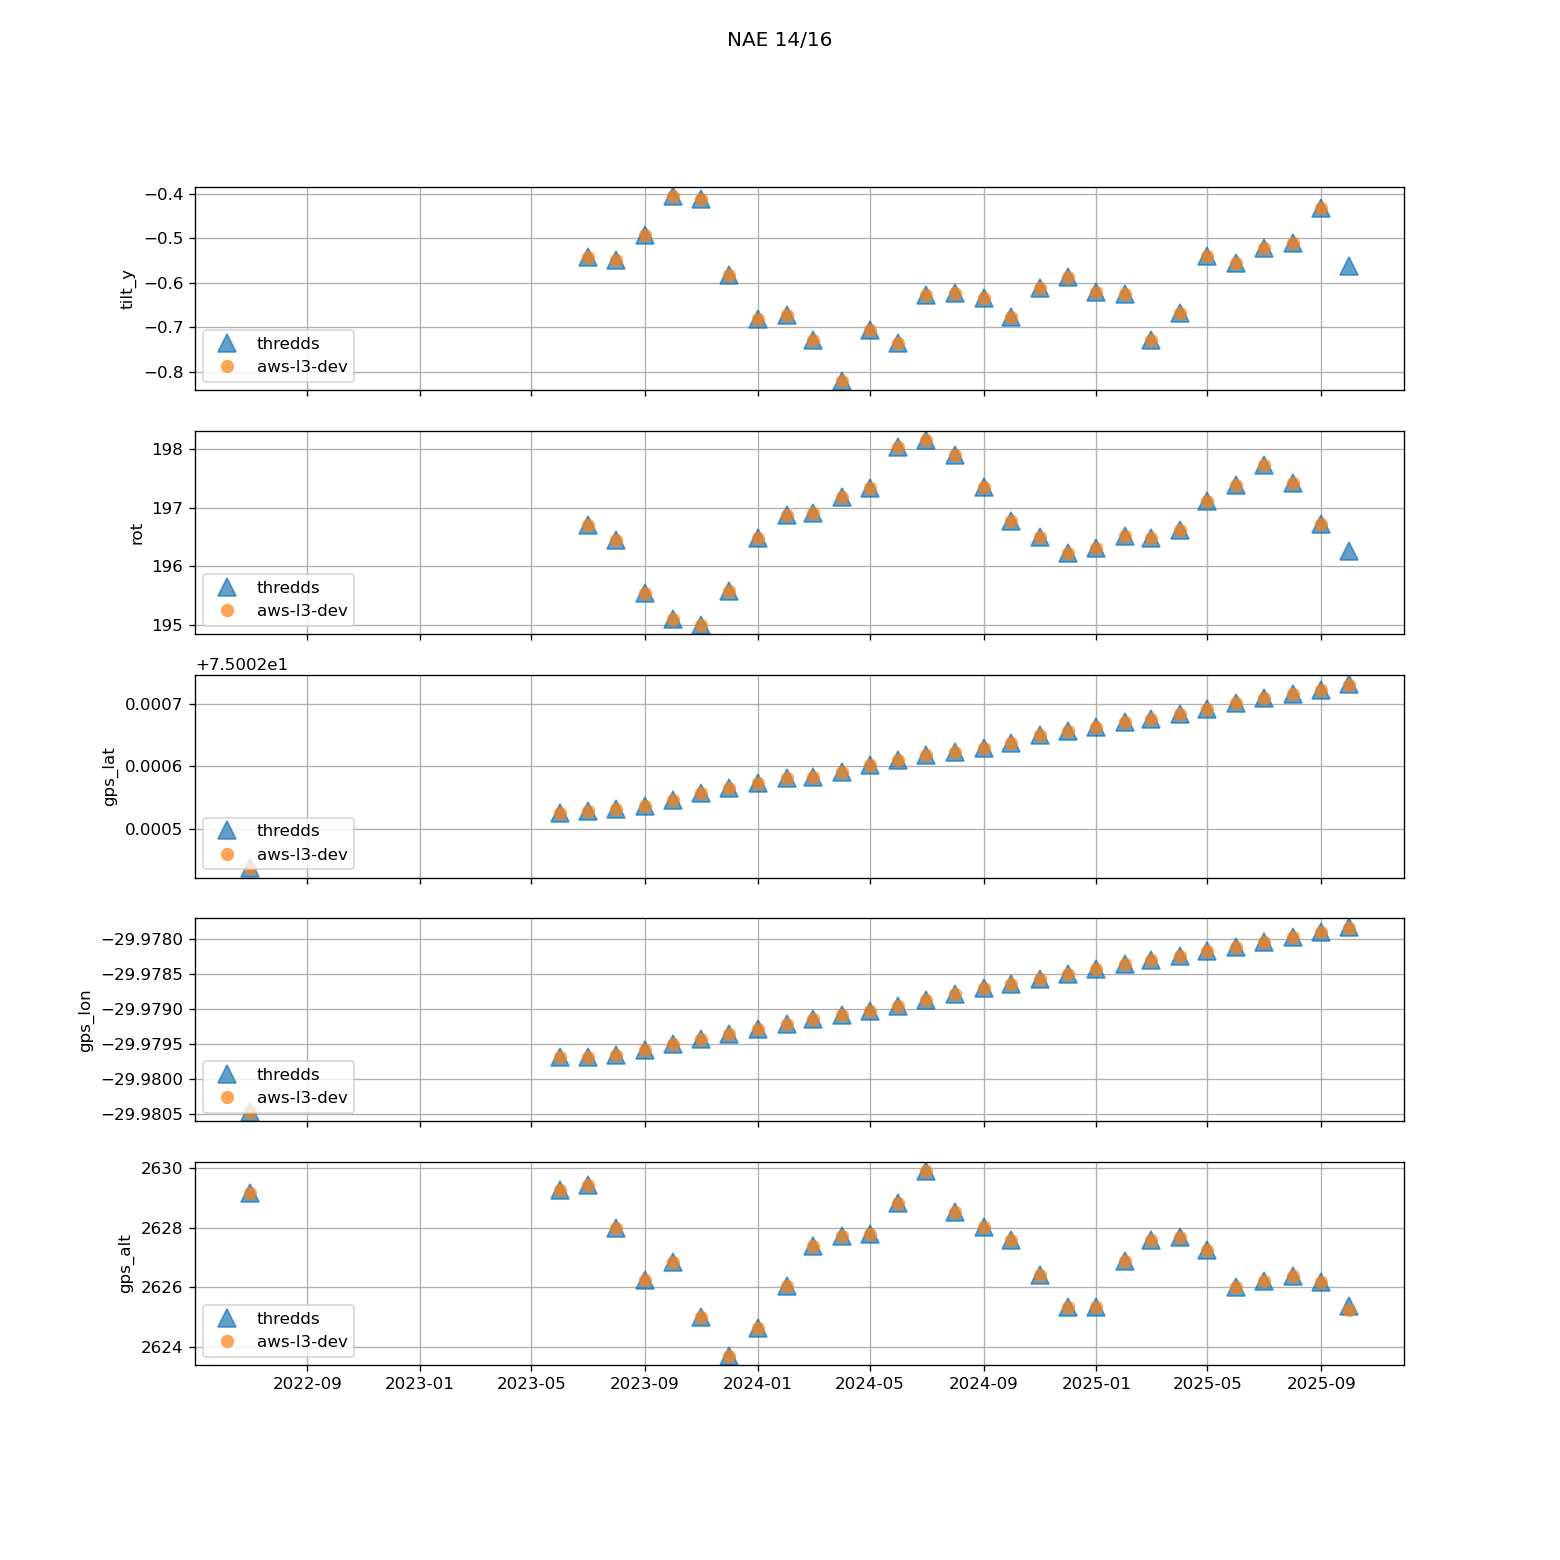 NAE 14/16
−0.4
−0.5
−0.6
−0.7
−0.8
tilt_y
thredds
aws-l3-dev
198
197
196
195
rot
thredds
aws-l3-dev
+7.5002e1
0.0007
0.0006
0.0005
gps_lat
thredds
aws-l3-dev
−29.9780
−29.9785
−29.9790
−29.9795
−29.9800
−29.9805
gps_lon
thredds
aws-l3-dev
2630
2628
2626
2624
gps_alt
thredds
aws-l3-dev
2022-09 2023-01 2023-05 2023-09 2024-01 2024-05 2024-09 2025-01 2025-05 2025-09